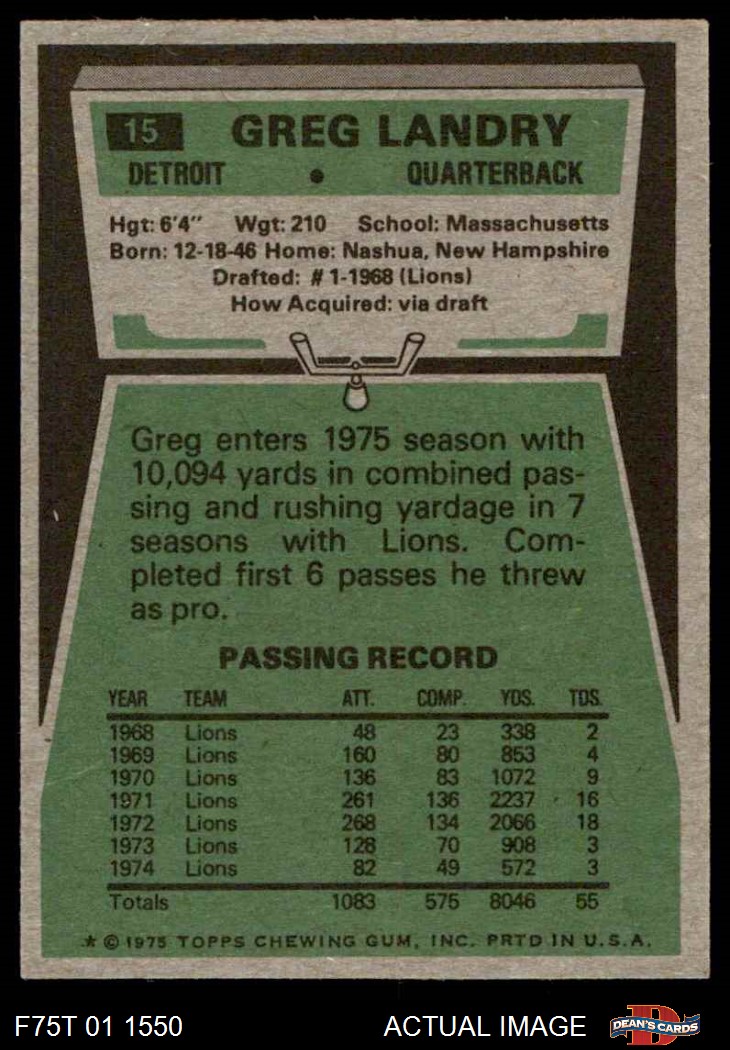 15 GREG LANDRY
DETROIT • QUARTERBACK
Hgt: 6'4" Wgt: 210 School: Massachusetts
Born: 12-18-46 Home: Nashua, New Hampshire
Drafted: #1-1968 (Lions)
How Acquired: via draft
Greg enters 1975 season with
10,094 yards in combined pas-
sing and rushing yardage in 7
seasons with Lions. Com-
pleted first 6 passes he threw
as pro.
PASSING RECORD
YEAR TEAM ATT. COMP. YDS. TDS.
1968 Lions 48 23 338 2
1969 Lions 160 80 853 4
1970 Lions 136 83 1072 9
1971 Lions 261 136 2237 16
1972 Lions 268 134 2066 18
1973 Lions 128 70 908 3
1974 Lions 82 49 572 3
Totals 1083 575 8046 55
* © 1975 TOPPS CHEWING GUM, INC. PRTD IN U.S.A.
F75T 01 1550 ACTUAL IMAGE D DEAN'S CARDS